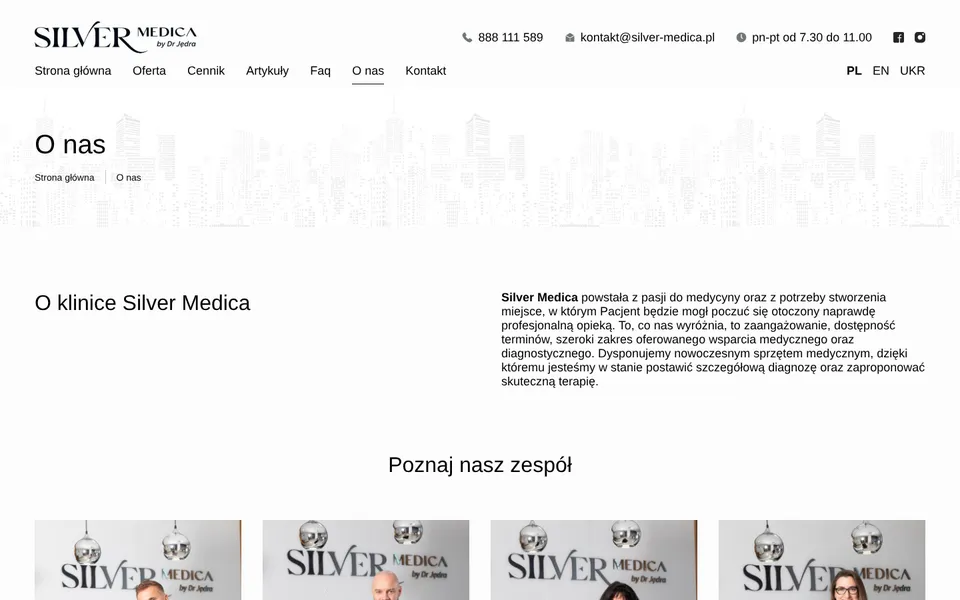 SILVER MEDICA
by Dr Jędra
888 111 589
kontakt@silver-medica.pl
pn-pt od 7.30 do 11.00
Strona główna
Oferta
Cennik
Artykuły
Faq
O nas
Kontakt
PL
EN
UKR
O nas
Strona główna
O nas
O klinice Silver Medica
Silver Medica powstała z pasji do medycyny oraz z potrzeby stworzenia
miejsce, w którym Pacjent będzie mogł poczuć się otoczony naprawdę
profesjonalną opieką. To, co nas wyróżnia, to zaangażowanie, dostępność
terminów, szeroki zakres oferowanego wsparcia medycznego oraz
diagnostycznego. Dysponujemy nowoczesnym sprzętem medycznym, dzięki
któremu jesteśmy w stanie postawić szczegółową diagnozę oraz zaproponować
skuteczną terapię.
Poznaj nasz zespół
SILVER MEDICA
by Dr Jędra
SILVER MEDICA
by Dr Jędra
SILVER MEDICA
by Dr Jędra
SILVER MEDICA
by Dr Jędra